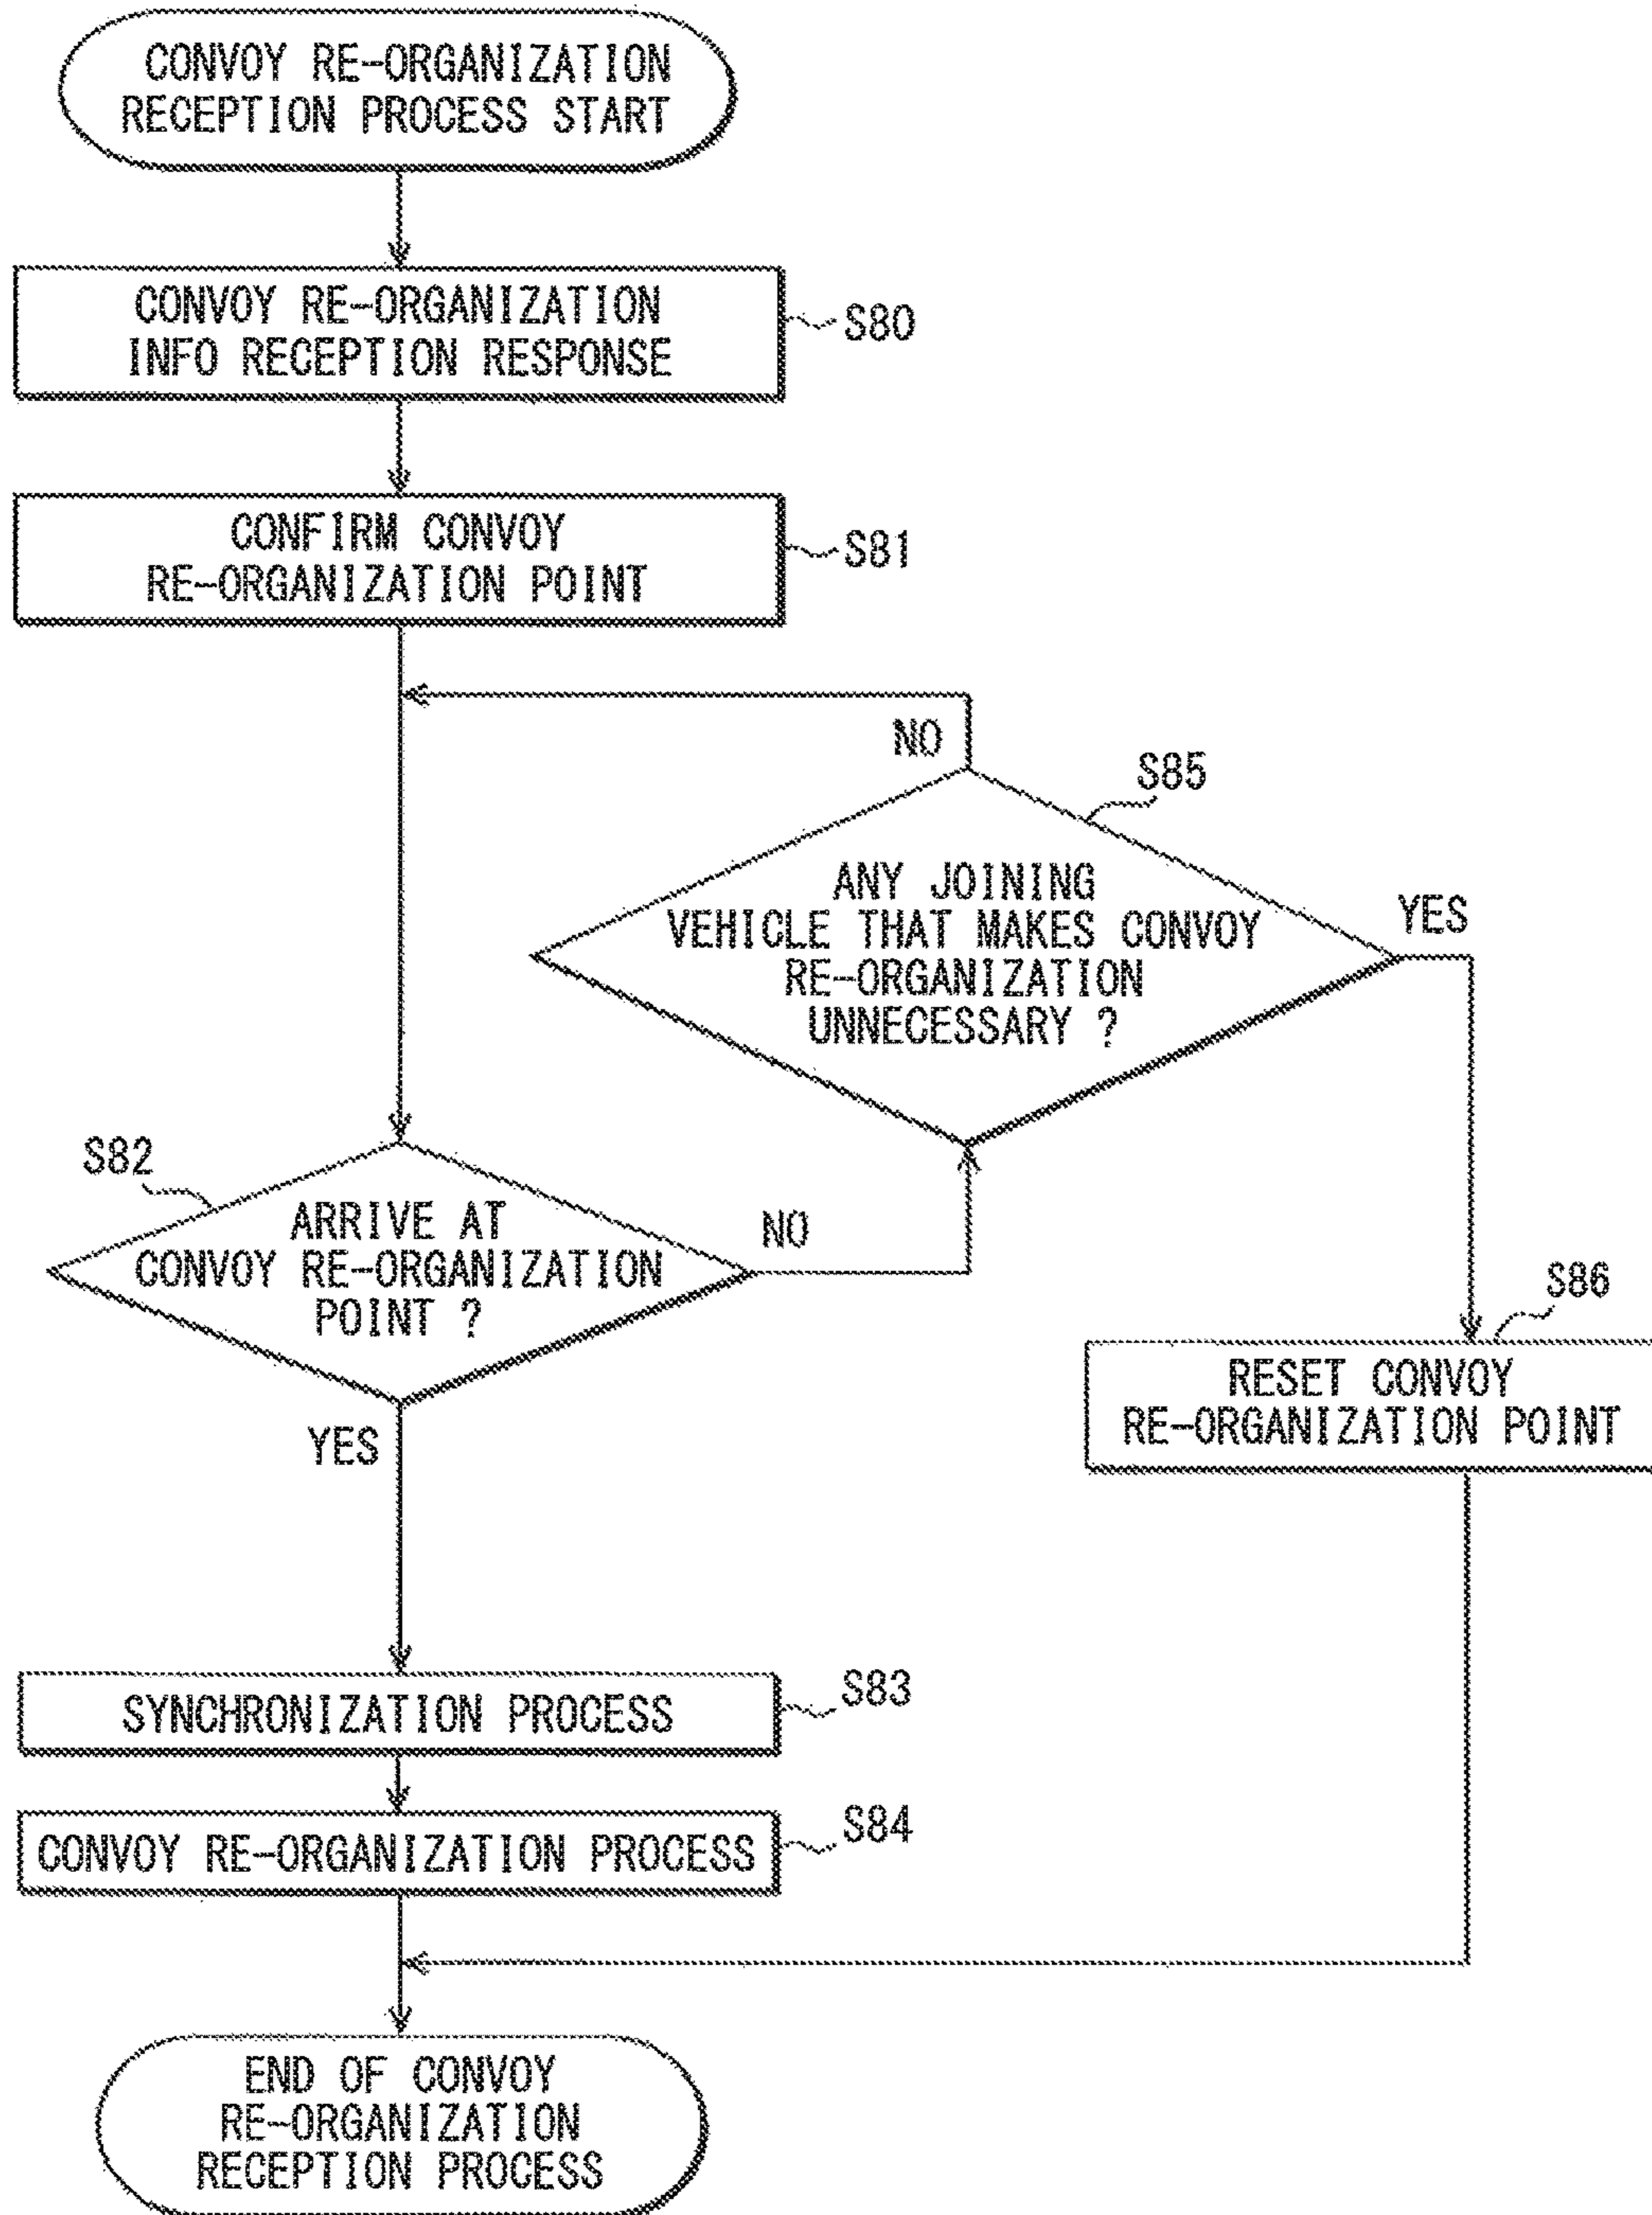 CONVOY RE-ORGANIZATION
RECEPTION PROCESS START
CONVOY RE-ORGANIZATION
INFO RECEPTION RESPONSE
S80
CONFIRM CONVOY
RE-ORGANIZATION POINT
S81
NO
S85
ANY JOINING
VEHICLE THAT MAKES CONVOY
RE-ORGANIZATION
UNNECESSARY ?
YES
S82
ARRIVE AT
CONVOY RE-ORGANIZATION
POINT ?
NO
YES
S86
RESET CONVOY
RE-ORGANIZATION POINT
SYNCHRONIZATION PROCESS
S83
CONVOY RE-ORGANIZATION PROCESS
S84
END OF CONVOY
RE-ORGANIZATION
RECEPTION PROCESS